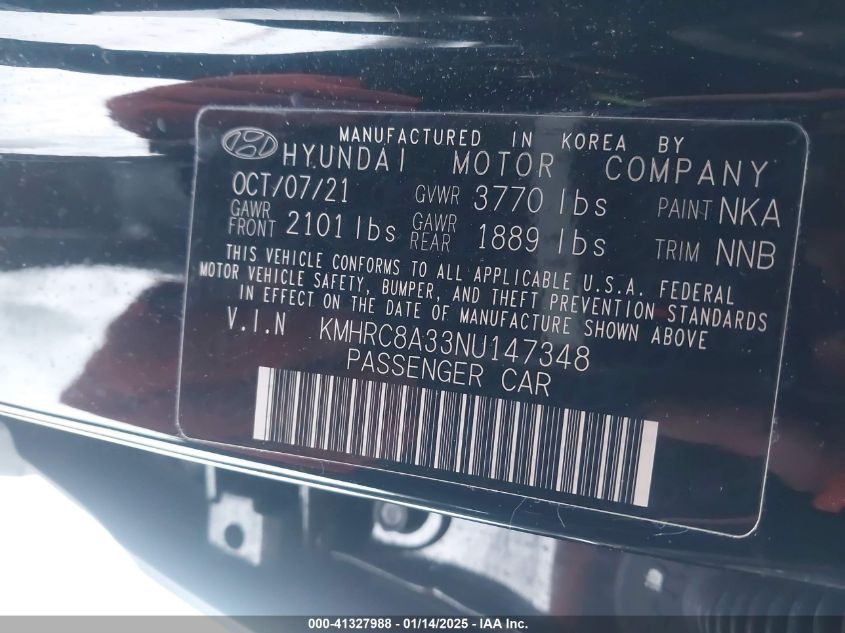 MANUFACTURED IN KOREA BY
HYUNDAI MOTOR COMPANY
OCT/07/21 GVWR 3770 lbs PAINT NKA
GAWR FRONT 2101 lbs GAWR REAR 1889 lbs TRIM NNB
THIS VEHICLE CONFORMS TO ALL APPLICABLE U.S.A. FEDERAL
MOTOR VEHICLE SAFETY, BUMPER, AND THEFT PREVENTION STANDARDS
IN EFFECT ON THE DATE OF MANUFACTURE SHOWN ABOVE
V.I.N KMHRC8A33NU147348
PASSENGER CAR
000-41327988 - 01/14/2025 - IAA Inc.